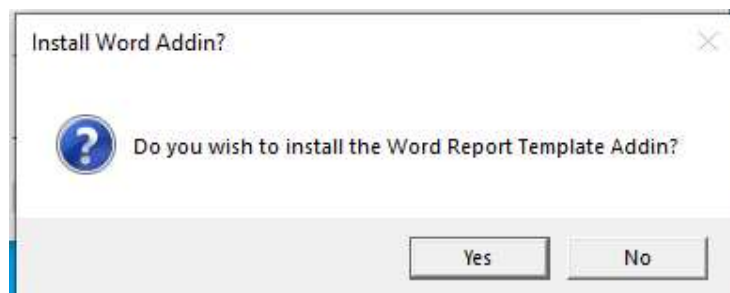 Install Word Addin?
Do you wish to install the Word Report Template Addin?
Yes No